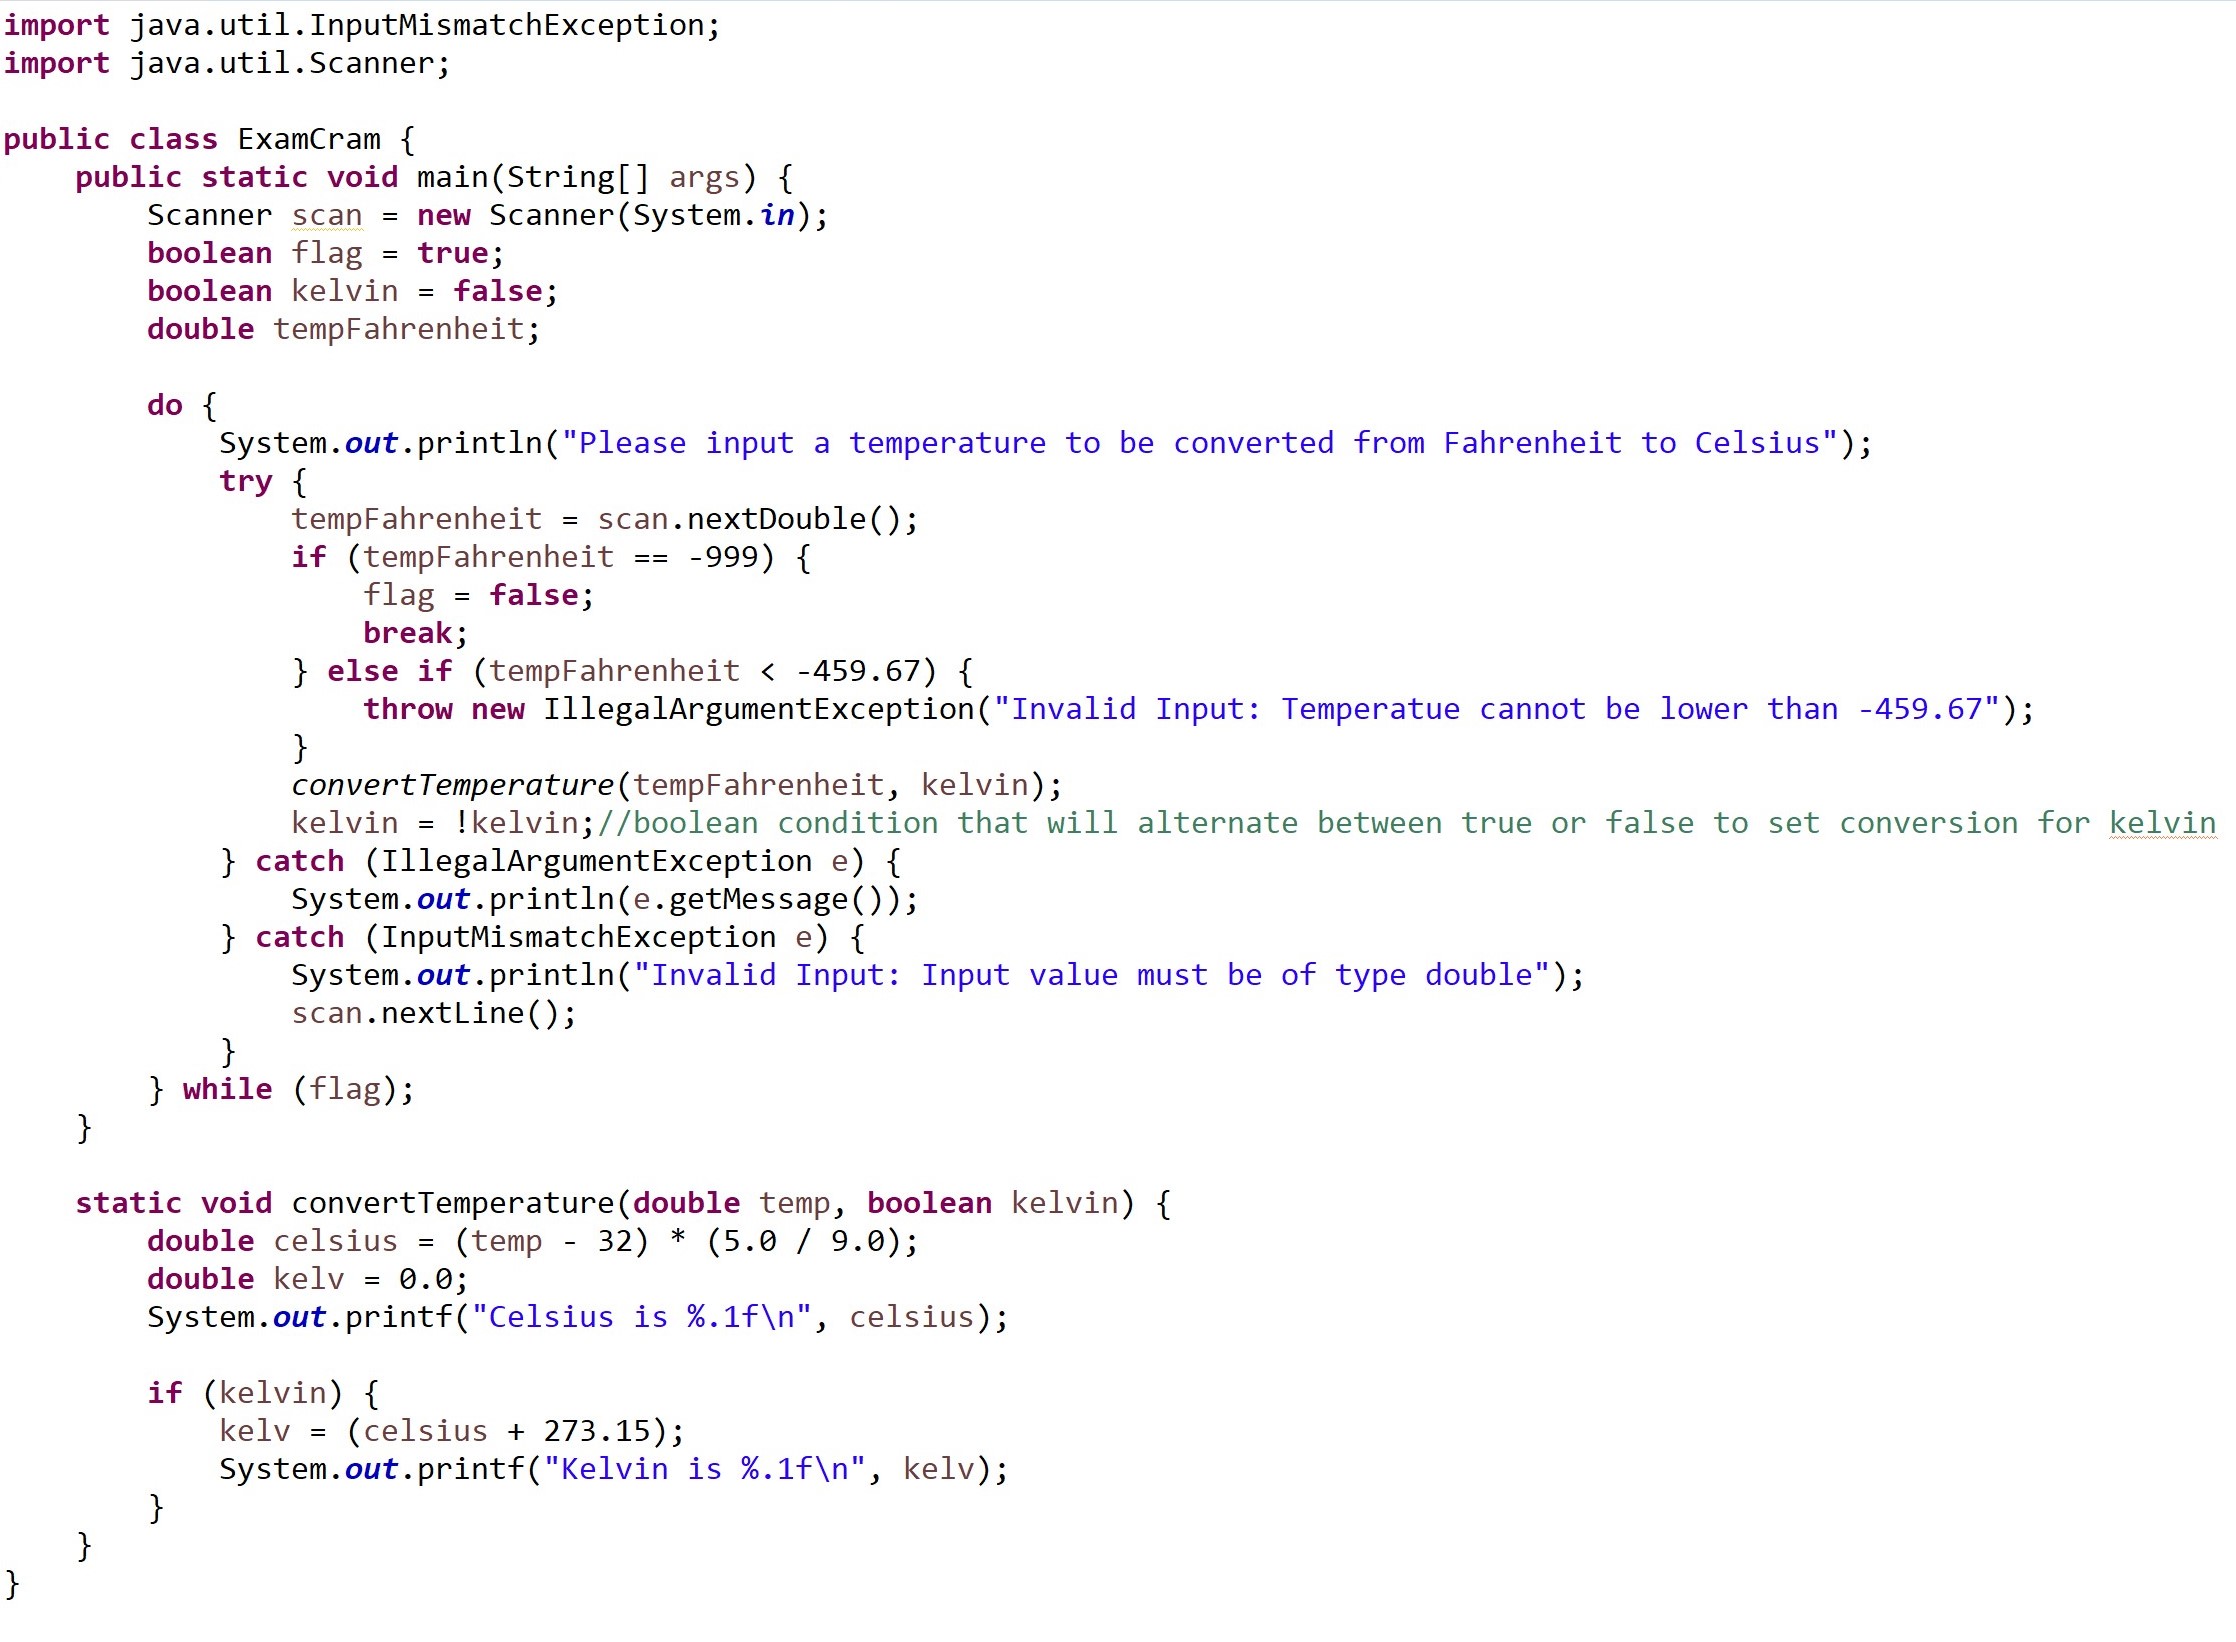 import java.util.InputMismatchException;
import java.util.Scanner;

public class ExamCram {
    public static void main(String[] args) {
        Scanner scan = new Scanner(System.in);
        boolean flag = true;
        boolean kelvin = false;
        double tempFahrenheit;

        do {
            System.out.println("Please input a temperature to be converted from Fahrenheit to Celsius");
            try {
                tempFahrenheit = scan.nextDouble();
                if (tempFahrenheit == -999) {
                    flag = false;
                    break;
                } else if (tempFahrenheit < -459.67) {
                    throw new IllegalArgumentException("Invalid Input: Temperatue cannot be lower than -459.67");
                }
                convertTemperature(tempFahrenheit, kelvin);
                kelvin = !kelvin;//boolean condition that will alternate between true or false to set conversion for kelvin
            } catch (IllegalArgumentException e) {
                System.out.println(e.getMessage());
            } catch (InputMismatchException e) {
                System.out.println("Invalid Input: Input value must be of type double");
                scan.nextLine();
            }
        } while (flag);
    }

    static void convertTemperature(double temp, boolean kelvin) {
        double celsius = (temp - 32) * (5.0 / 9.0);
        double kelv = 0.0;
        System.out.printf("Celsius is %.1f\n", celsius);

        if (kelvin) {
            kelv = (celsius + 273.15);
            System.out.printf("Kelvin is %.1f\n", kelv);
        }
    }
}